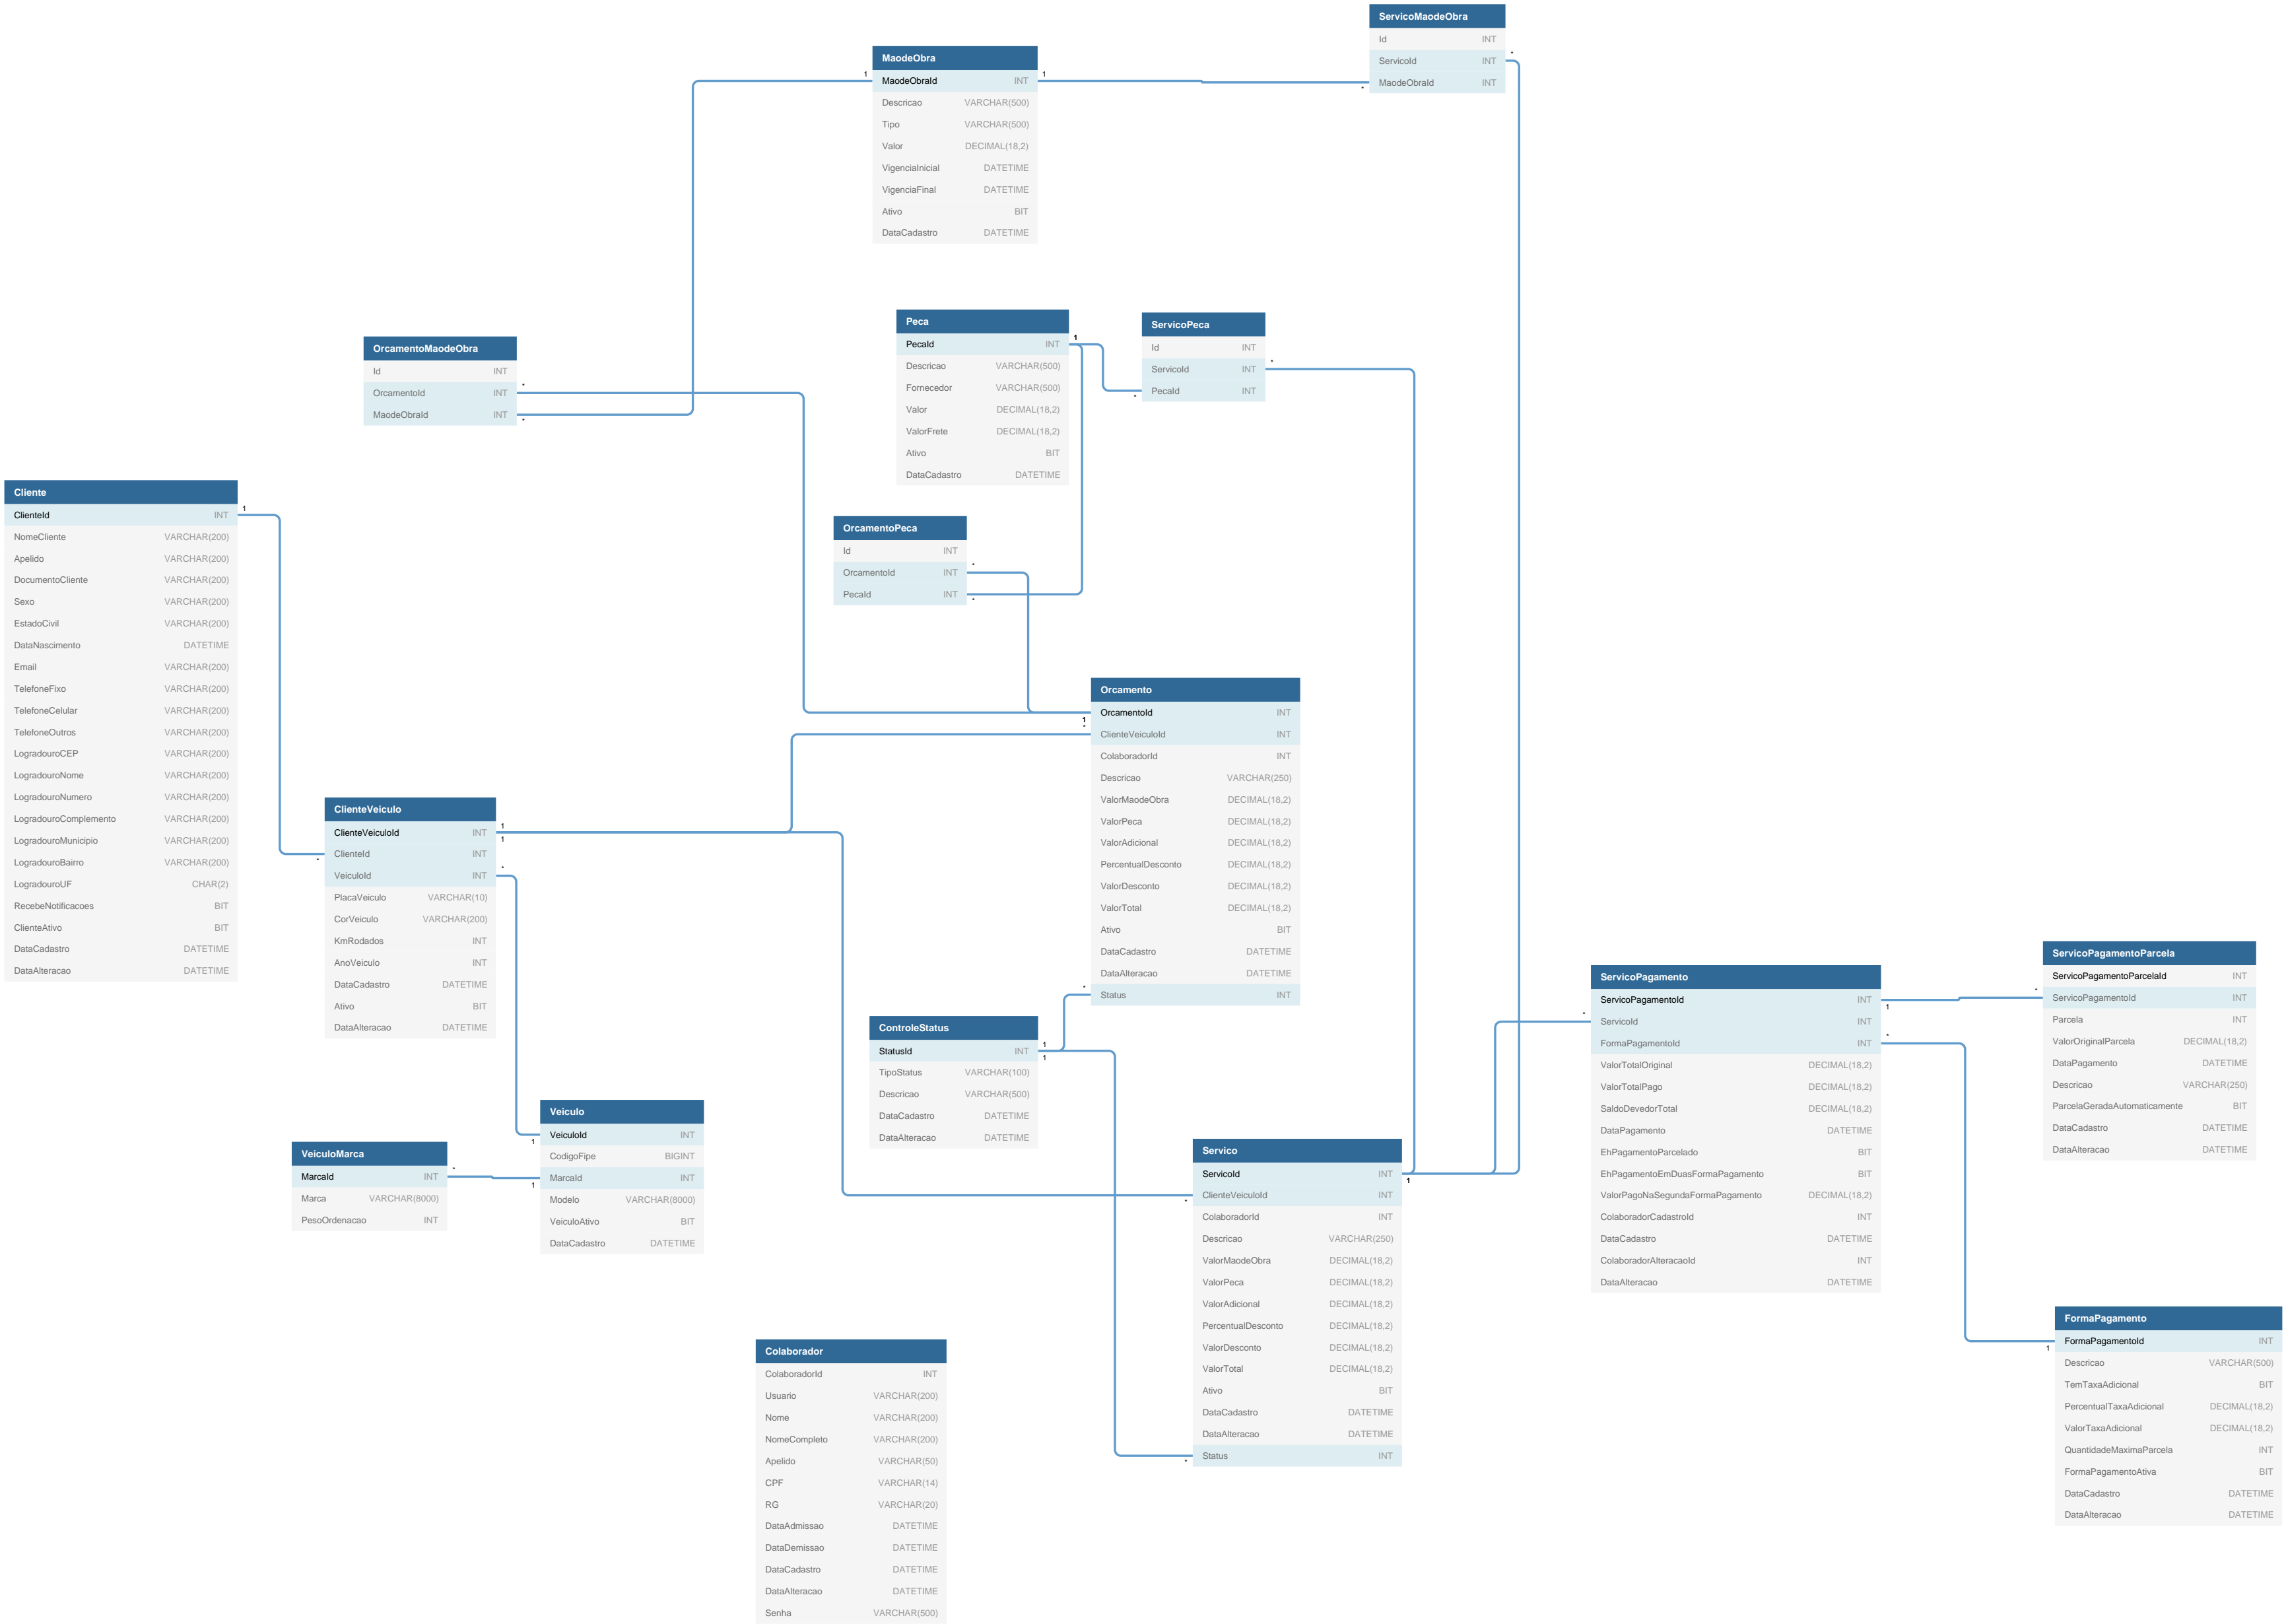 ServicoMaodeObra
Id INT
ServicoId INT
MaodeObraId INT
MaodeObra
MaodeObraId INT
Descricao VARCHAR(500)
Tipo VARCHAR(500)
Valor DECIMAL(18,2)
VigenciaInicial DATETIME
VigenciaFinal DATETIME
Ativo BIT
DataCadastro DATETIME
Peca
PecaId INT
Descricao VARCHAR(500)
Fornecedor VARCHAR(500)
Valor DECIMAL(18,2)
ValorFrete DECIMAL(18,2)
Ativo BIT
DataCadastro DATETIME
ServicoPeca
Id INT
ServicoId INT
PecaId INT
OrcamentoMaodeObra
Id INT
OrcamentoId INT
MaodeObraId INT
Cliente
ClienteId INT
NomeCliente VARCHAR(200)
Apelido VARCHAR(200)
DocumentoCliente VARCHAR(200)
Sexo VARCHAR(200)
EstadoCivil VARCHAR(200)
DataNascimento DATETIME
Email VARCHAR(200)
TelefoneFixo VARCHAR(200)
TelefoneCelular VARCHAR(200)
TelefoneOutros VARCHAR(200)
LogradouroCEP VARCHAR(200)
LogradouroNome VARCHAR(200)
LogradouroNumero VARCHAR(200)
LogradouroComplemento VARCHAR(200)
LogradouroMunicipio VARCHAR(200)
LogradouroBairro VARCHAR(200)
LogradouroUF CHAR(2)
RecebeNotificacoes BIT
ClienteAtivo BIT
DataCadastro DATETIME
DataAlteracao DATETIME
OrcamentoPeca
Id INT
OrcamentoId INT
PecaId INT
Orcamento
OrcamentoId INT
ClienteVeiculoId INT
ColaboradorId INT
Descricao VARCHAR(250)
ValorMaodeObra DECIMAL(18,2)
ValorPeca DECIMAL(18,2)
ValorAdicional DECIMAL(18,2)
PercentualDesconto DECIMAL(18,2)
ValorDesconto DECIMAL(18,2)
ValorTotal DECIMAL(18,2)
Ativo BIT
DataCadastro DATETIME
DataAlteracao DATETIME
Status INT
ClienteVeiculo
ClienteVeiculoId INT
ClienteId INT
VeiculoId INT
PlacaVeiculo VARCHAR(10)
CorVeiculo VARCHAR(200)
KmRodados INT
AnoVeiculo INT
DataCadastro DATETIME
Ativo BIT
DataAlteracao DATETIME
ServicoPagamentoParcela
ServicoPagamentoParcelaId INT
ServicoPagamentoId INT
Parcela INT
ValorOriginalParcela DECIMAL(18,2)
DataPagamento DATETIME
Descricao VARCHAR(250)
ParcelaGeradaAutomaticamente BIT
DataCadastro DATETIME
DataAlteracao DATETIME
ServicoPagamento
ServicoPagamentoId INT
ServicoId INT
FormaPagamentoId INT
ValorTotalOriginal DECIMAL(18,2)
ValorTotalPago DECIMAL(18,2)
SaldoDevedorTotal DECIMAL(18,2)
DataPagamento DATETIME
EhPagamentoParcelado BIT
EhPagamentoEmDuasFormaPagamento BIT
ValorPagoNaSegundaFormaPagamento DECIMAL(18,2)
ColaboradorCadastroId INT
DataCadastro DATETIME
ColaboradorAlteracaoId INT
DataAlteracao DATETIME
ControleStatus
StatusId INT
TipoStatus VARCHAR(100)
Descricao VARCHAR(500)
DataCadastro DATETIME
DataAlteracao DATETIME
Veiculo
VeiculoId INT
CodigoFipe BIGINT
MarcaId INT
Modelo VARCHAR(8000)
VeiculoAtivo BIT
DataCadastro DATETIME
VeiculoMarca
MarcaId INT
Marca VARCHAR(8000)
PesoOrdenacao INT
Servico
ServicoId INT
ClienteVeiculoId INT
ColaboradorId INT
Descricao VARCHAR(250)
ValorMaodeObra DECIMAL(18,2)
ValorPeca DECIMAL(18,2)
ValorAdicional DECIMAL(18,2)
PercentualDesconto DECIMAL(18,2)
ValorDesconto DECIMAL(18,2)
ValorTotal DECIMAL(18,2)
Ativo BIT
DataCadastro DATETIME
DataAlteracao DATETIME
Status INT
FormaPagamento
FormaPagamentoId INT
Descricao VARCHAR(500)
TemTaxaAdicional BIT
PercentualTaxaAdicional DECIMAL(18,2)
ValorTaxaAdicional DECIMAL(18,2)
QuantidadeMaximaParcela INT
FormaPagamentoAtiva BIT
DataCadastro DATETIME
DataAlteracao DATETIME
Colaborador
ColaboradorId INT
Usuario VARCHAR(200)
Nome VARCHAR(200)
NomeCompleto VARCHAR(200)
Apelido VARCHAR(50)
CPF VARCHAR(14)
RG VARCHAR(20)
DataAdmissao DATETIME
DataDemissao DATETIME
DataCadastro DATETIME
DataAlteracao DATETIME
Senha VARCHAR(500)